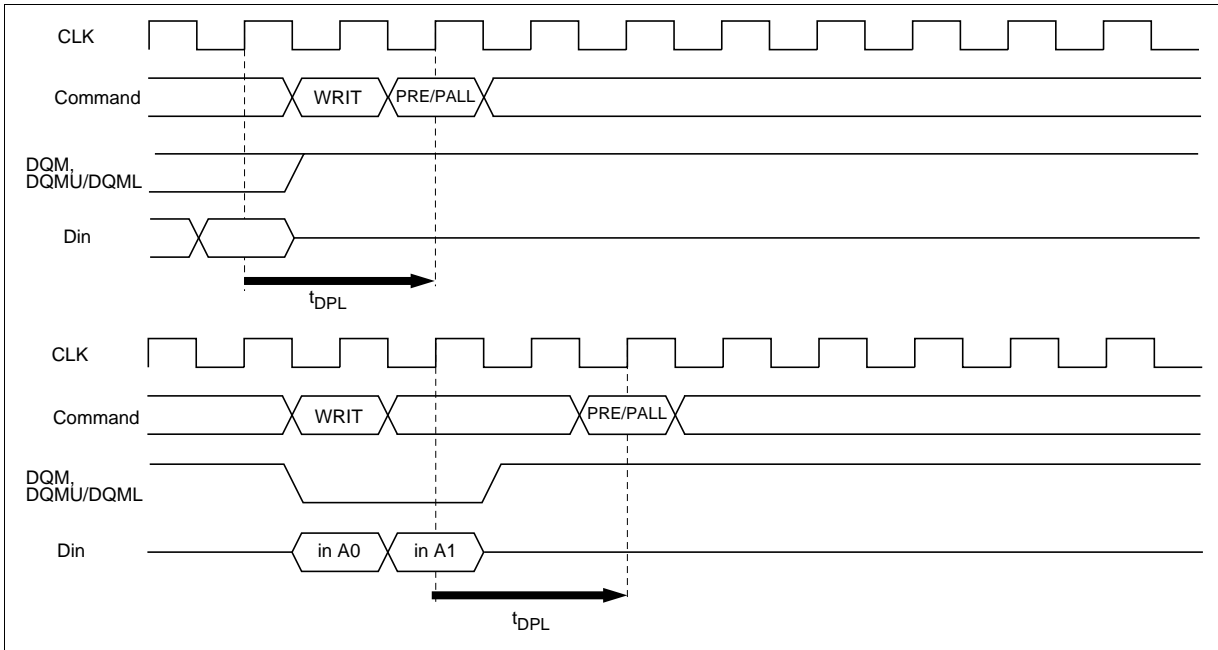 CLK
Command WRIT PRE/PALL
DQM,
DQMU/DQML
Din
tDPL
CLK
Command WRIT PRE/PALL
DQM,
DQMU/DQML
Din in A0 in A1
tDPL